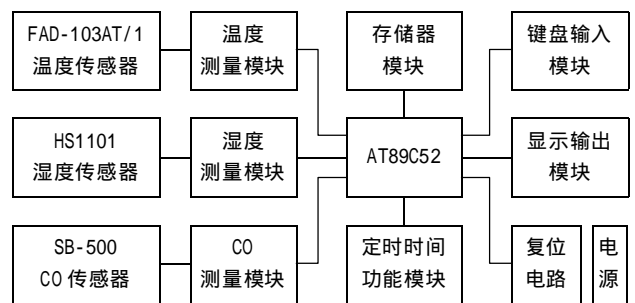 FAD-103AT/1
温度传感器
温度
测量模块
存储器
模块
键盘输入
模块
HS1101
湿度传感器
湿度
测量模块
AT89C52
显示输出
模块
SB-500
CO 传感器
CO
测量模块
定时时间
功能模块
复位
电路
电
源